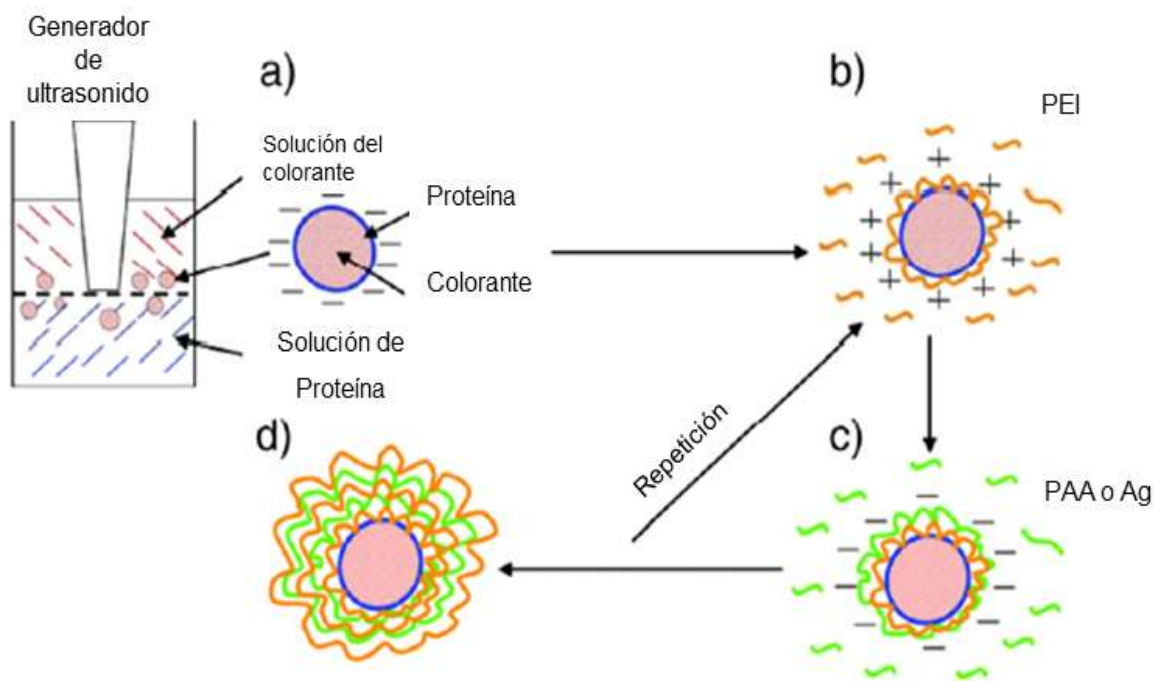 Generador
de
ultrasonido
a)
Solución del
colorante
Proteína
Colorante
Solución de
Proteína
b)
PEI
Repetición
c)
PAA o Ag
d)